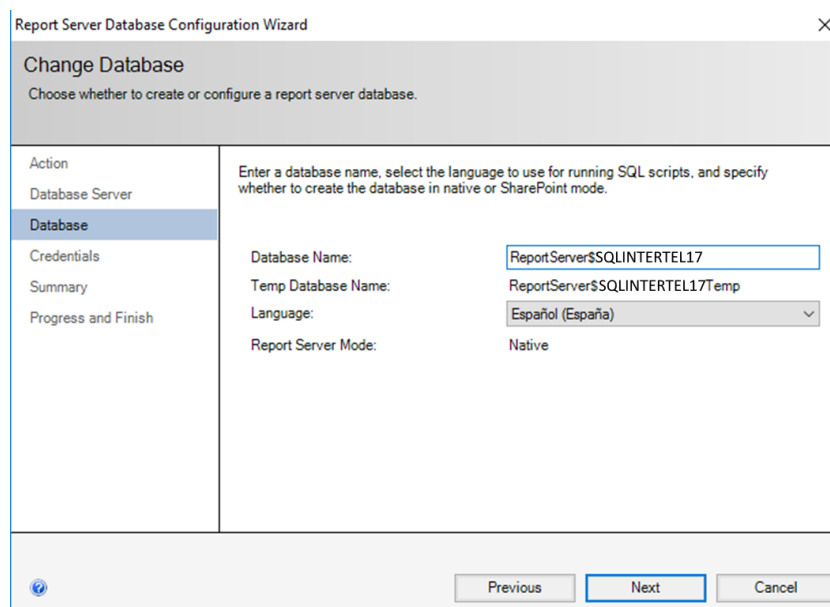 Report Server Database Configuration Wizard
Change Database
Choose whether to create or configure a report server database.
Action
Database Server
Database
Credentials
Summary
Progress and Finish
Enter a database name, select the language to use for running SQL scripts, and specify
whether to create the database in native or SharePoint mode.
Database Name: ReportServer$SQLINTERTEL17
Temp Database Name: ReportServer$SQLINTERTEL17Temp
Language: Español (España)
Report Server Mode: Native
Previous Next Cancel